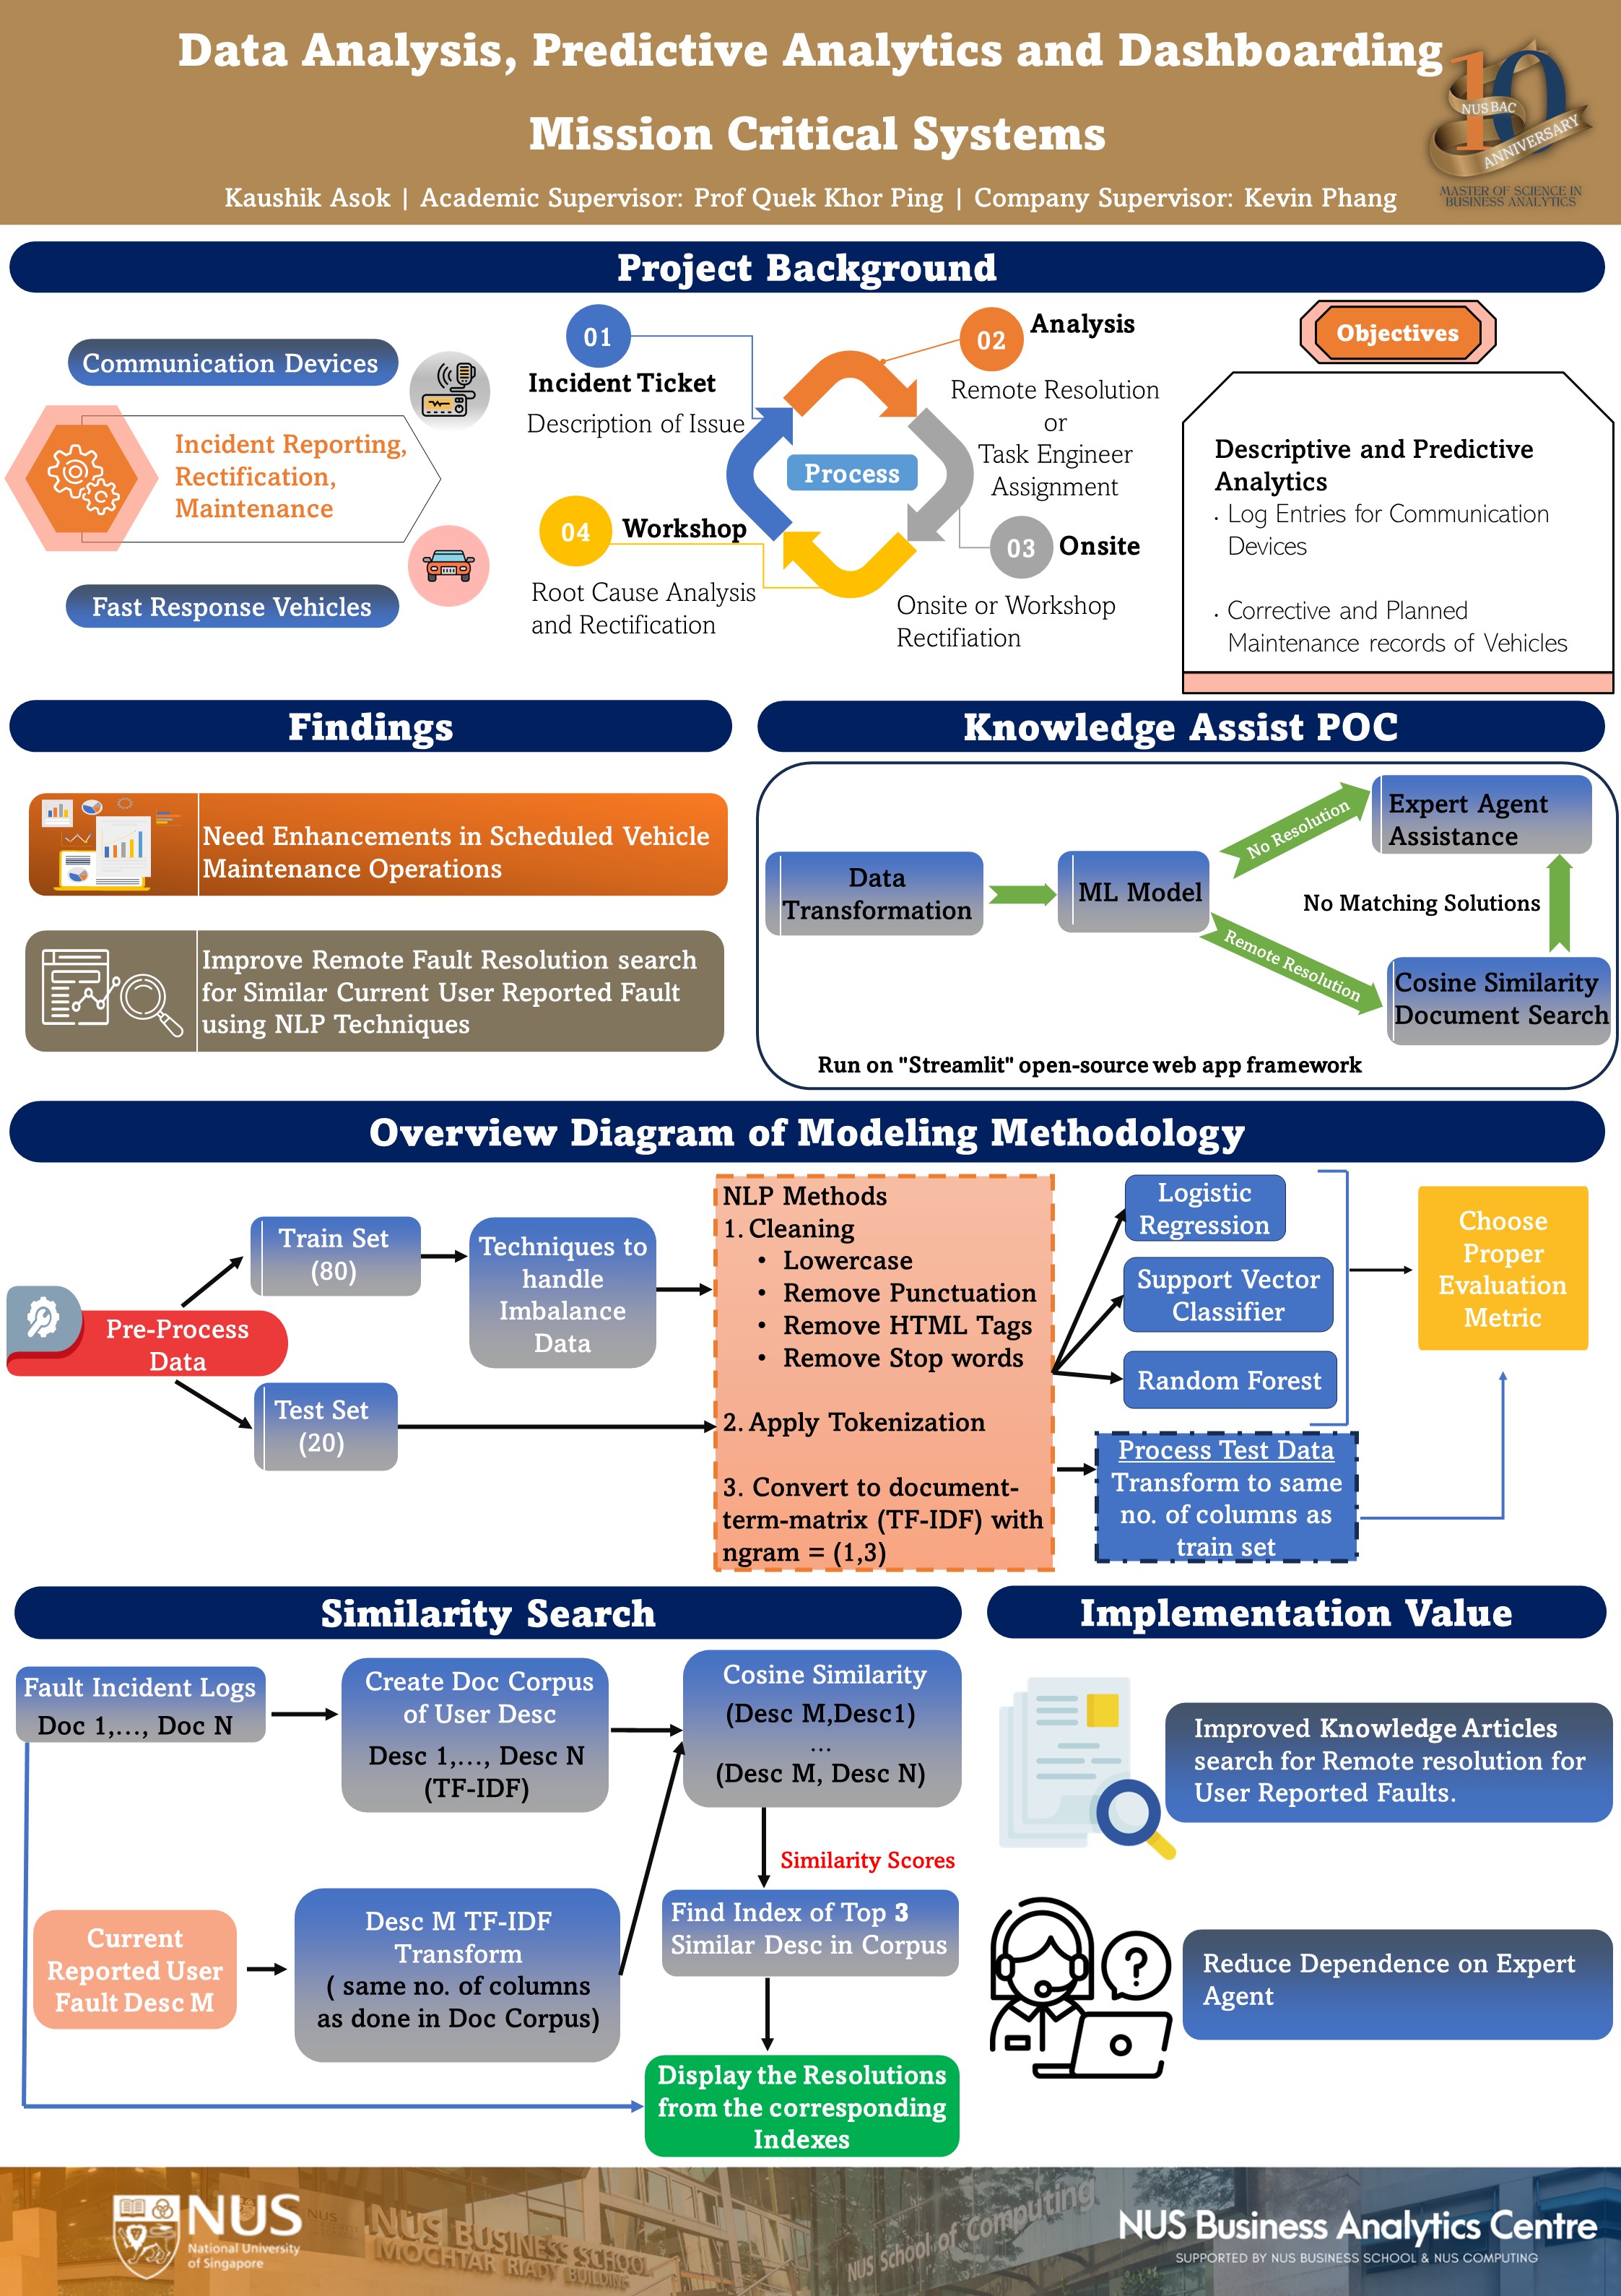 Data Analysis, Predictive Analytics and Dashboarding
Mission Critical Systems
Kaushik Asok | Academic Supervisor: Prof Quek Khor Ping | Company Supervisor: Kevin Phang
10
NUS BAC
ANNIVERSARY
MASTER OF SCIENCE IN
BUSINESS ANALYTICS
Project Background
Communication Devices
Incident Reporting,
Rectification,
Maintenance
Fast Response Vehicles
01
Incident Ticket
Description of Issue
02
Analysis
Remote Resolution
or
Task Engineer
Assignment
Process
04
Workshop
Root Cause Analysis
and Rectification
03
Onsite
Onsite or Workshop
Rectifiation
Objectives
Descriptive and Predictive
Analytics
· Log Entries for Communication
Devices
· Corrective and Planned
Maintenance records of Vehicles
Findings
Need Enhancements in Scheduled Vehicle
Maintenance Operations
Improve Remote Fault Resolution search
for Similar Current User Reported Fault
using NLP Techniques
Knowledge Assist POC
Data
Transformation
ML Model
No Resolution
Expert Agent
Assistance
No Matching Solutions
Remote Resolution
Cosine Similarity
Document Search
Run on "Streamlit" open-source web app framework
Overview Diagram of Modeling Methodology
Pre-Process
Data
Train Set
(80)
Test Set
(20)
Techniques to
handle
Imbalance
Data
NLP Methods
1. Cleaning
• Lowercase
• Remove Punctuation
• Remove HTML Tags
• Remove Stop words
2. Apply Tokenization
3. Convert to document-
term-matrix (TF-IDF) with
ngram = (1,3)
Logistic
Regression
Support Vector
Classifier
Random Forest
Process Test Data
Transform to same
no. of columns as
train set
Choose
Proper
Evaluation
Metric
Similarity Search
Fault Incident Logs
Doc 1,..., Doc N
Create Doc Corpus
of User Desc
Desc 1,..., Desc N
(TF-IDF)
Cosine Similarity
(Desc M,Desc1)
...
(Desc M, Desc N)
Similarity Scores
Current
Reported User
Fault Desc M
Desc M TF-IDF
Transform
( same no. of columns
as done in Doc Corpus)
Find Index of Top 3
Similar Desc in Corpus
Display the Resolutions
from the corresponding
Indexes
Implementation Value
Improved Knowledge Articles
search for Remote resolution for
User Reported Faults.
?
Reduce Dependence on Expert
Agent
NUS
National University
of Singapore
NUS
NUS BUSINESS SCHOOL
MOCHTAR RIADY BUILDING
NUS School of Computing
NUS Business Analytics Centre
SUPPORTED BY NUS BUSINESS SCHOOL & NUS COMPUTING